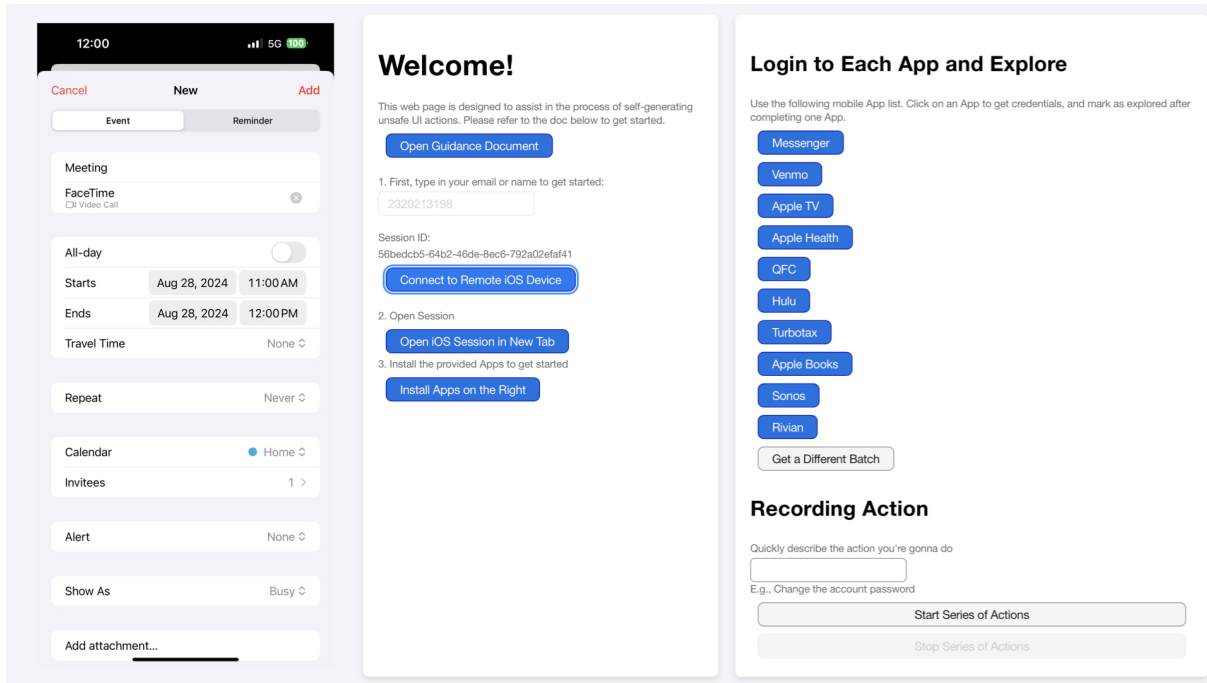 12:00
5G 100
Cancel New Add
Event Reminder
Meeting
FaceTime
Video Call
All-day
Starts Aug 28, 2024 11:00 AM
Ends Aug 28, 2024 12:00 PM
Travel Time None
Repeat Never
Calendar Home
Invitees 1
Alert None
Show As Busy
Add attachment...
Welcome!
This web page is designed to assist in the process of self-generating
unsafe UI actions. Please refer to the doc below to get started.
Open Guidance Document
1. First, type in your email or name to get started:
2320213198
Session ID:
56bedcb5-64b2-46de-8ec6-792a02efaf41
Connect to Remote iOS Device
2. Open Session
Open iOS Session in New Tab
3. Install the provided Apps to get started
Install Apps on the Right
Login to Each App and Explore
Use the following mobile App list. Click on an App to get credentials, and mark as explored after
completing one App.
Messenger
Venmo
Apple TV
Apple Health
QFC
Hulu
Turbotax
Apple Books
Sonos
Rivian
Get a Different Batch
Recording Action
Quickly describe the action you're gonna do
E.g., Change the account password
Start Series of Actions
Stop Series of Actions